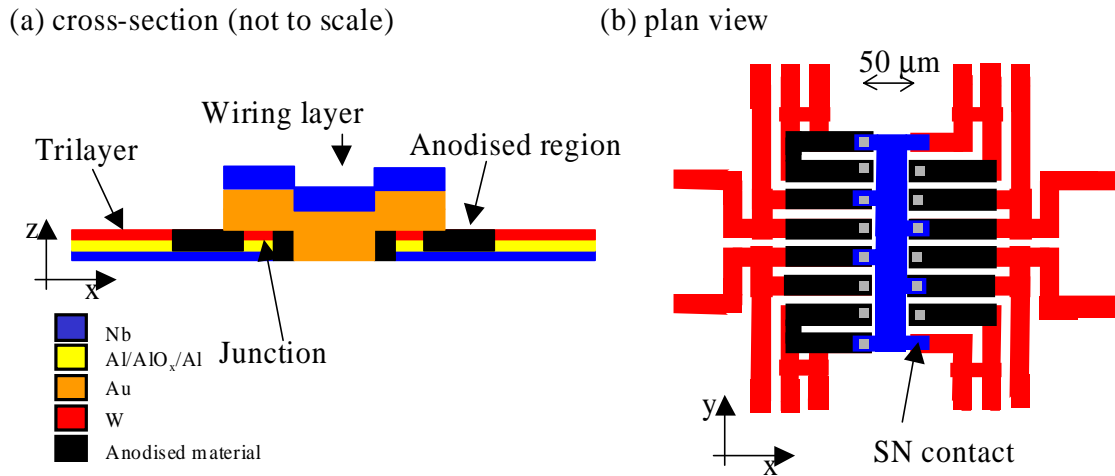 (a) cross-section (not to scale)
(b) plan view
50 μm
Wiring layer
Trilayer
Anodised region
z
x
Junction
Nb
Al/AlOₓ/Al
Au
W
Anodised material
y
x
SN contact